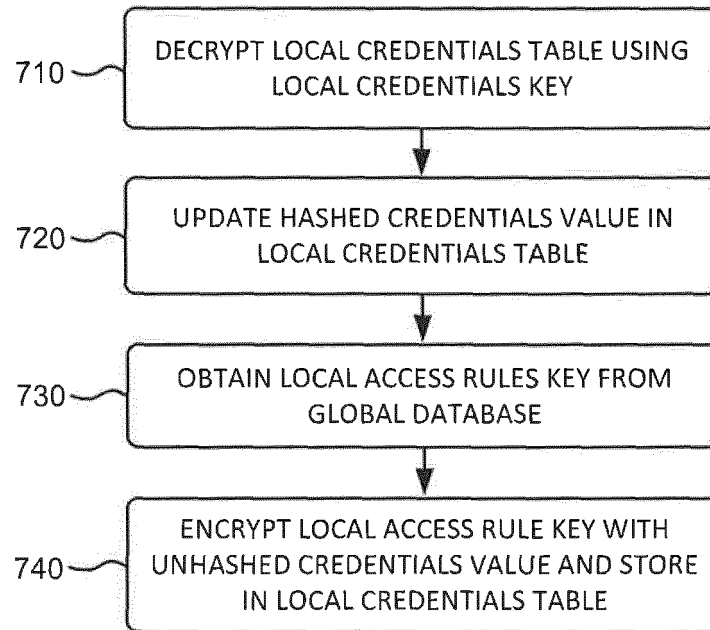 710
DECRYPT LOCAL CREDENTIALS TABLE USING
LOCAL CREDENTIALS KEY
720
UPDATE HASHED CREDENTIALS VALUE IN
LOCAL CREDENTIALS TABLE
730
OBTAIN LOCAL ACCESS RULES KEY FROM
GLOBAL DATABASE
740
ENCRYPT LOCAL ACCESS RULE KEY WITH
UNHASHED CREDENTIALS VALUE AND STORE
IN LOCAL CREDENTIALS TABLE